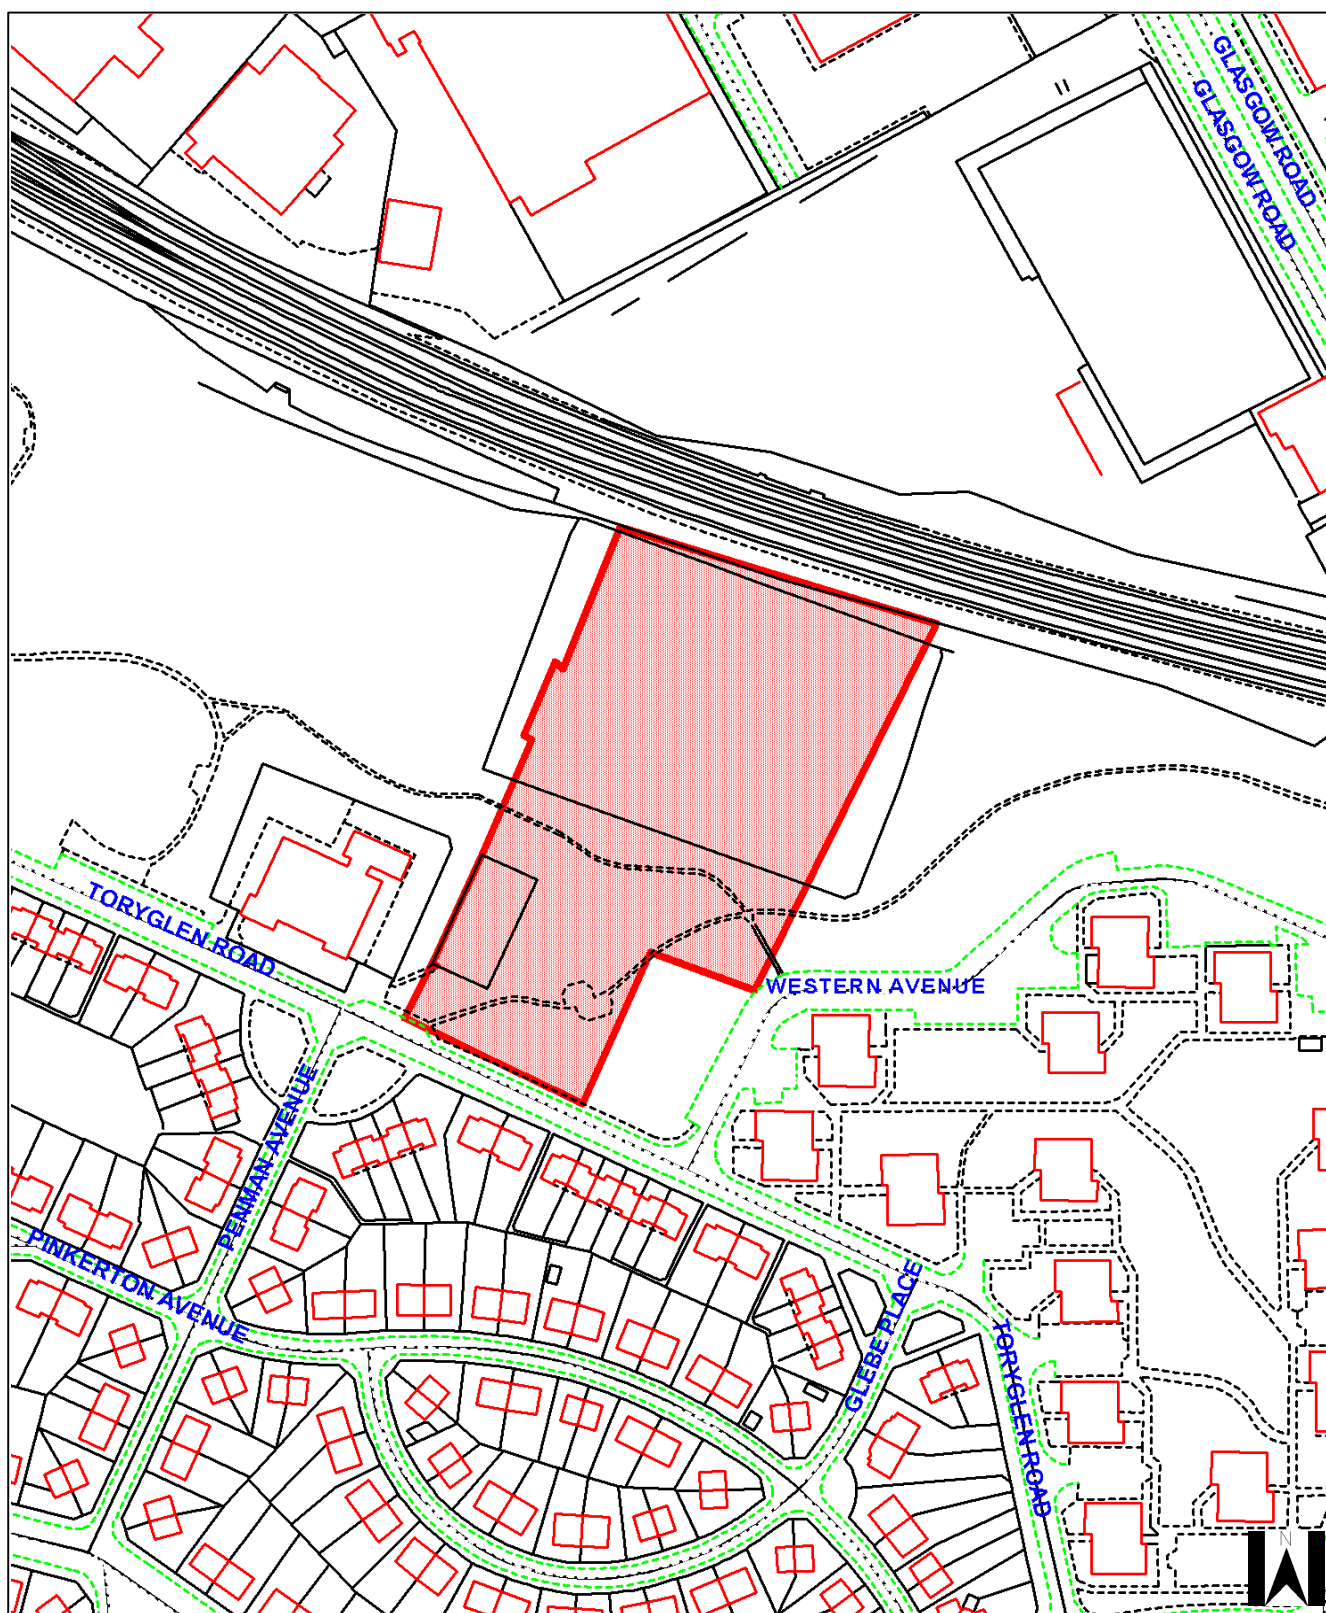 GLASGOW ROAD
GLASGOW ROAD
TORYGLEN ROAD
WESTERN AVENUE
PENMAN AVENUE
PINKERTON AVENUE
GLEBE PLACE
TORYGLEN ROAD
N